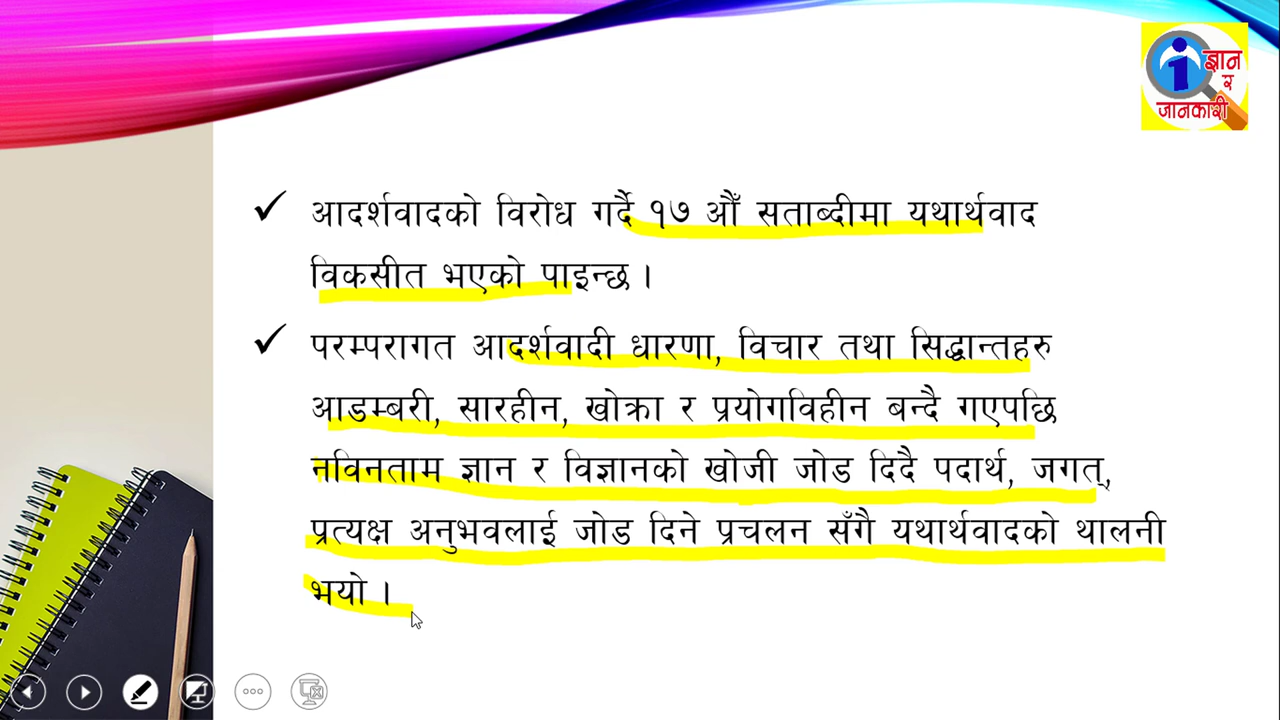 ज्ञान
र
जानकारी
आदर्शवादको विरोध गर्दै १७ औँ सताब्दीमा यथार्थवाद
विकसीत भएको पाइन्छ ।
परम्परागत आदर्शवादी धारणा, विचार तथा सिद्धान्तहरु
आडम्बरी, सारहीन, खोक्रा र प्रयोगविहीन बन्दै गएपछि
नविनताम ज्ञान र विज्ञानको खोजी जोड दिदै पदार्थ, जगत्,
प्रत्यक्ष अनुभवलाई जोड दिने प्रचलन सँगै यथार्थवादको थालनी
भयो ।